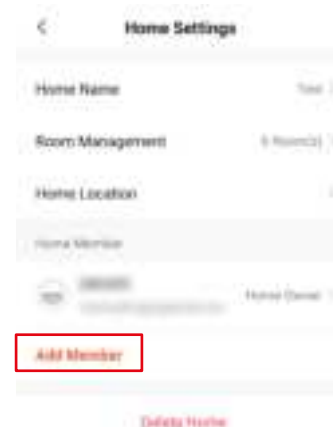 Home Settings
Home Name
Room Management
Home Location
Home Member
Home Owner
Add Member
Delete Home